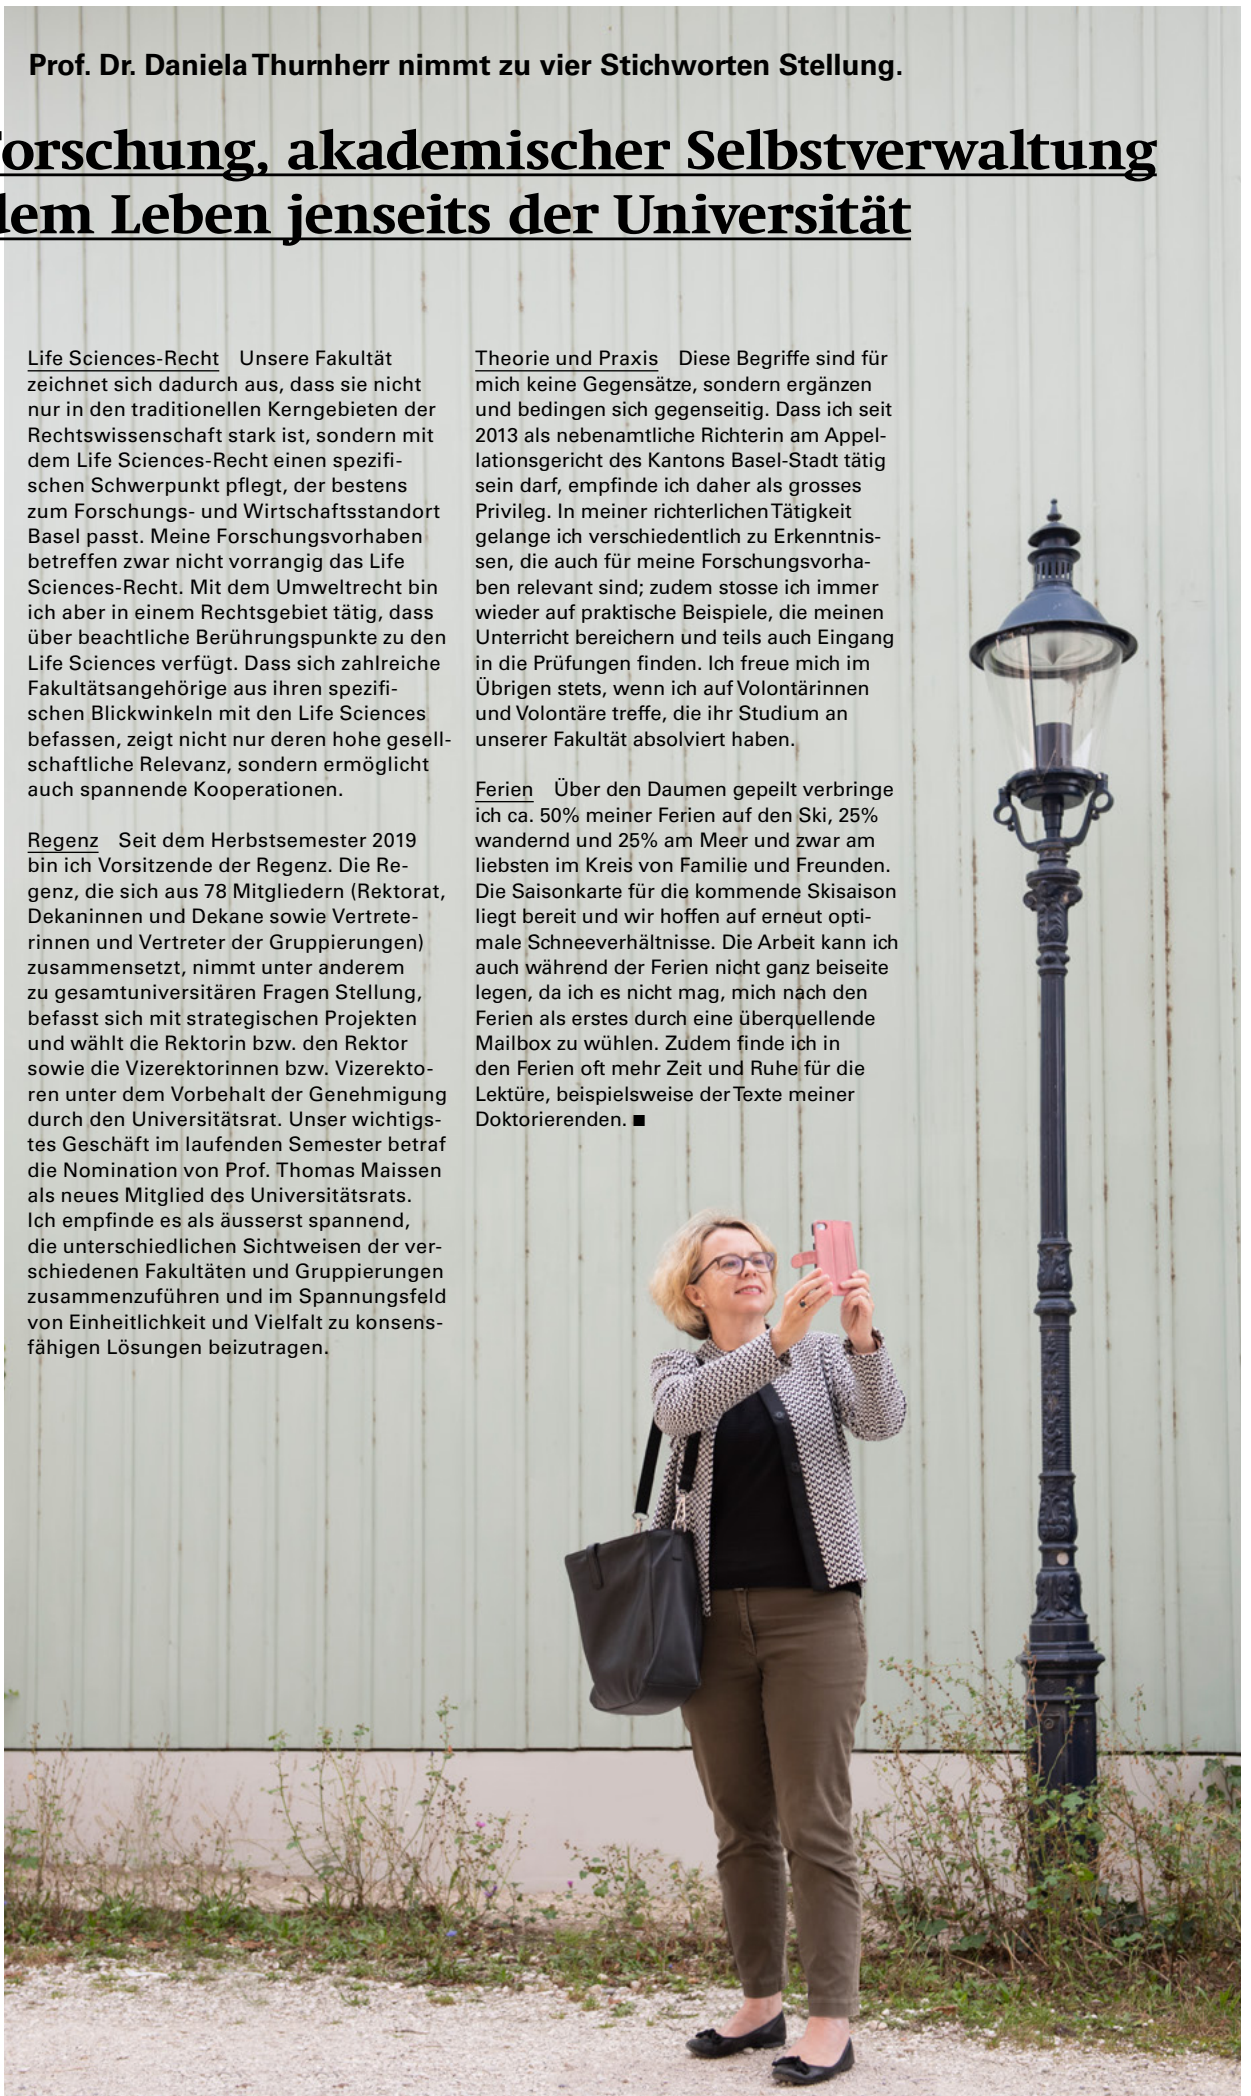 Prof. Dr. Daniela Thurnherr nimmt zu vier Stichworten Stellung.
orschung, akademischer Selbstverwaltung
dem Leben jenseits der Universität
Life Sciences-Recht Unsere Fakultät
zeichnet sich dadurch aus, dass sie nicht
nur in den traditionellen Kerngebieten der
Rechtswissenschaft stark ist, sondern mit
dem Life Sciences-Recht einen spezifi-
schen Schwerpunkt pflegt, der bestens
zum Forschungs- und Wirtschaftsstandort
Basel passt. Meine Forschungsvorhaben
betreffen zwar nicht vorrangig das Life
Sciences-Recht. Mit dem Umweltrecht bin
ich aber in einem Rechtsgebiet tätig, dass
über beachtliche Berührungspunkte zu den
Life Sciences verfügt. Dass sich zahlreiche
Fakultätsangehörige aus ihren spezifi-
schen Blickwinkeln mit den Life Sciences
befassen, zeigt nicht nur deren hohe gesell-
schaftliche Relevanz, sondern ermöglicht
auch spannende Kooperationen.
Regenz Seit dem Herbstsemester 2019
bin ich Vorsitzende der Regenz. Die Re-
genz, die sich aus 78 Mitgliedern (Rektorat,
Dekaninnen und Dekane sowie Vertrete-
rinnen und Vertreter der Gruppierungen)
zusammensetzt, nimmt unter anderem
zu gesamtuniversitären Fragen Stellung,
befasst sich mit strategischen Projekten
und wählt die Rektorin bzw. den Rektor
sowie die Vizerektorinnen bzw. Vizerekto-
ren unter dem Vorbehalt der Genehmigung
durch den Universitätsrat. Unser wichtigs-
tes Geschäft im laufenden Semester betraf
die Nomination von Prof. Thomas Maissen
als neues Mitglied des Universitätsrats.
Ich empfinde es als äusserst spannend,
die unterschiedlichen Sichtweisen der ver-
schiedenen Fakultäten und Gruppierungen
zusammenzuführen und im Spannungsfeld
von Einheitlichkeit und Vielfalt zu konsens-
fähigen Lösungen beizutragen.
Theorie und Praxis Diese Begriffe sind für
mich keine Gegensätze, sondern ergänzen
und bedingen sich gegenseitig. Dass ich seit
2013 als nebenamtliche Richterin am Appel-
lationsgericht des Kantons Basel-Stadt tätig
sein darf, empfinde ich daher als grosses
Privileg. In meiner richterlichen Tätigkeit
gelange ich verschiedentlich zu Erkenntnis-
sen, die auch für meine Forschungsvorha-
ben relevant sind; zudem stosse ich immer
wieder auf praktische Beispiele, die meinen
Unterricht bereichern und teils auch Eingang
in die Prüfungen finden. Ich freue mich im
Übrigen stets, wenn ich auf Volontärinnen
und Volontäre treffe, die ihr Studium an
unserer Fakultät absolviert haben.
Ferien Über den Daumen gepeilt verbringe
ich ca. 50% meiner Ferien auf den Ski, 25%
wandernd und 25% am Meer und zwar am
liebsten im Kreis von Familie und Freunden.
Die Saisonkarte für die kommende Skisaison
liegt bereit und wir hoffen auf erneut opti-
male Schneeverhältnisse. Die Arbeit kann ich
auch während der Ferien nicht ganz beiseite
legen, da ich es nicht mag, mich nach den
Ferien als erstes durch eine überquellende
Mailbox zu wühlen. Zudem finde ich in
den Ferien oft mehr Zeit und Ruhe für die
Lektüre, beispielsweise der Texte meiner
Doktorierenden. ■